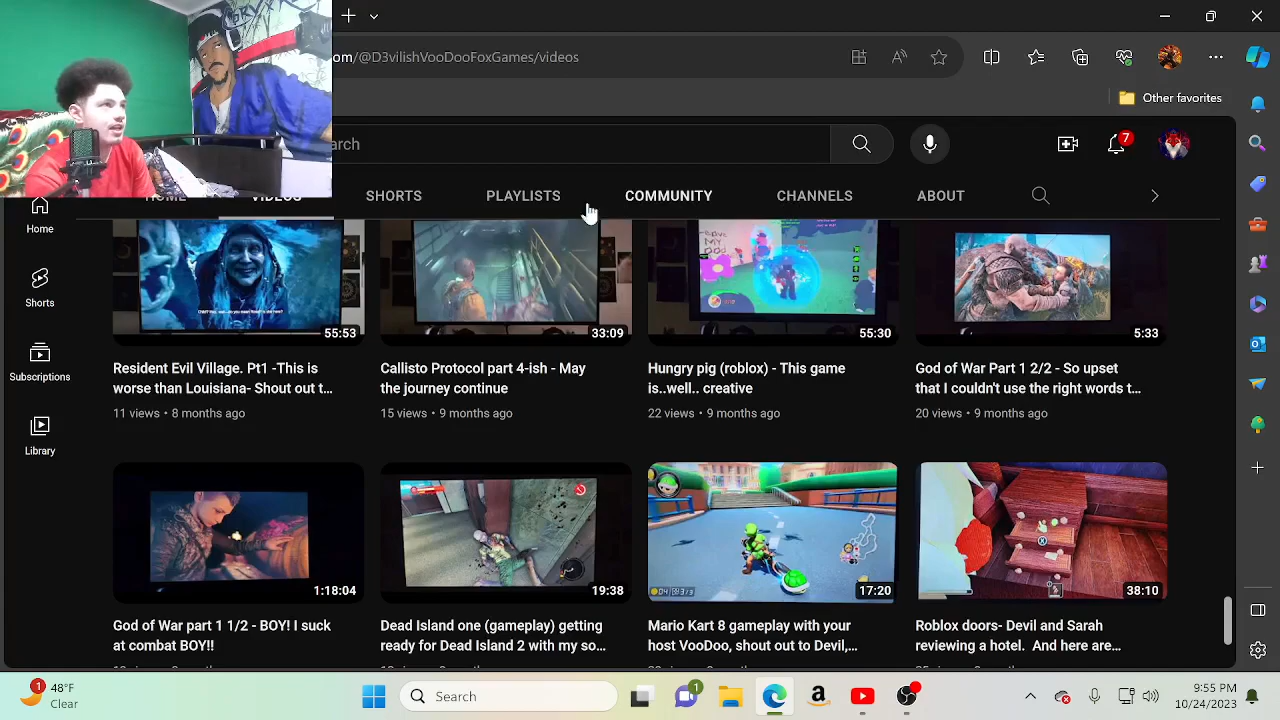 om/@D3vilishVooDooFoxGames/videos
Other favorites
arch
7
HOME
VIDEOS
SHORTS
PLAYLISTS
COMMUNITY
CHANNELS
ABOUT
Home
Shorts
Subscriptions
Library
55:53
33:09
55:30
5:33
Resident Evil Village. Pt1 -This is
worse than Louisiana- Shout out t...
11 views • 8 months ago
Callisto Protocol part 4-ish - May
the journey continue
15 views • 9 months ago
Hungry pig (roblox) - This game
is..well.. creative
22 views • 9 months ago
God of War Part 1 2/2 - So upset
that I couldn't use the right words t...
20 views • 9 months ago
1:18:04
19:38
17:20
38:10
God of War part 1 1/2 - BOY! I suck
at combat BOY!!
Dead Island one (gameplay) getting
ready for Dead Island 2 with my so...
Mario Kart 8 gameplay with your
host VooDoo, shout out to Devil,...
Roblox doors- Devil and Sarah
reviewing a hotel. And here are...
1
48°F
Clear
Search
1
9:55 PM
10/24/2023